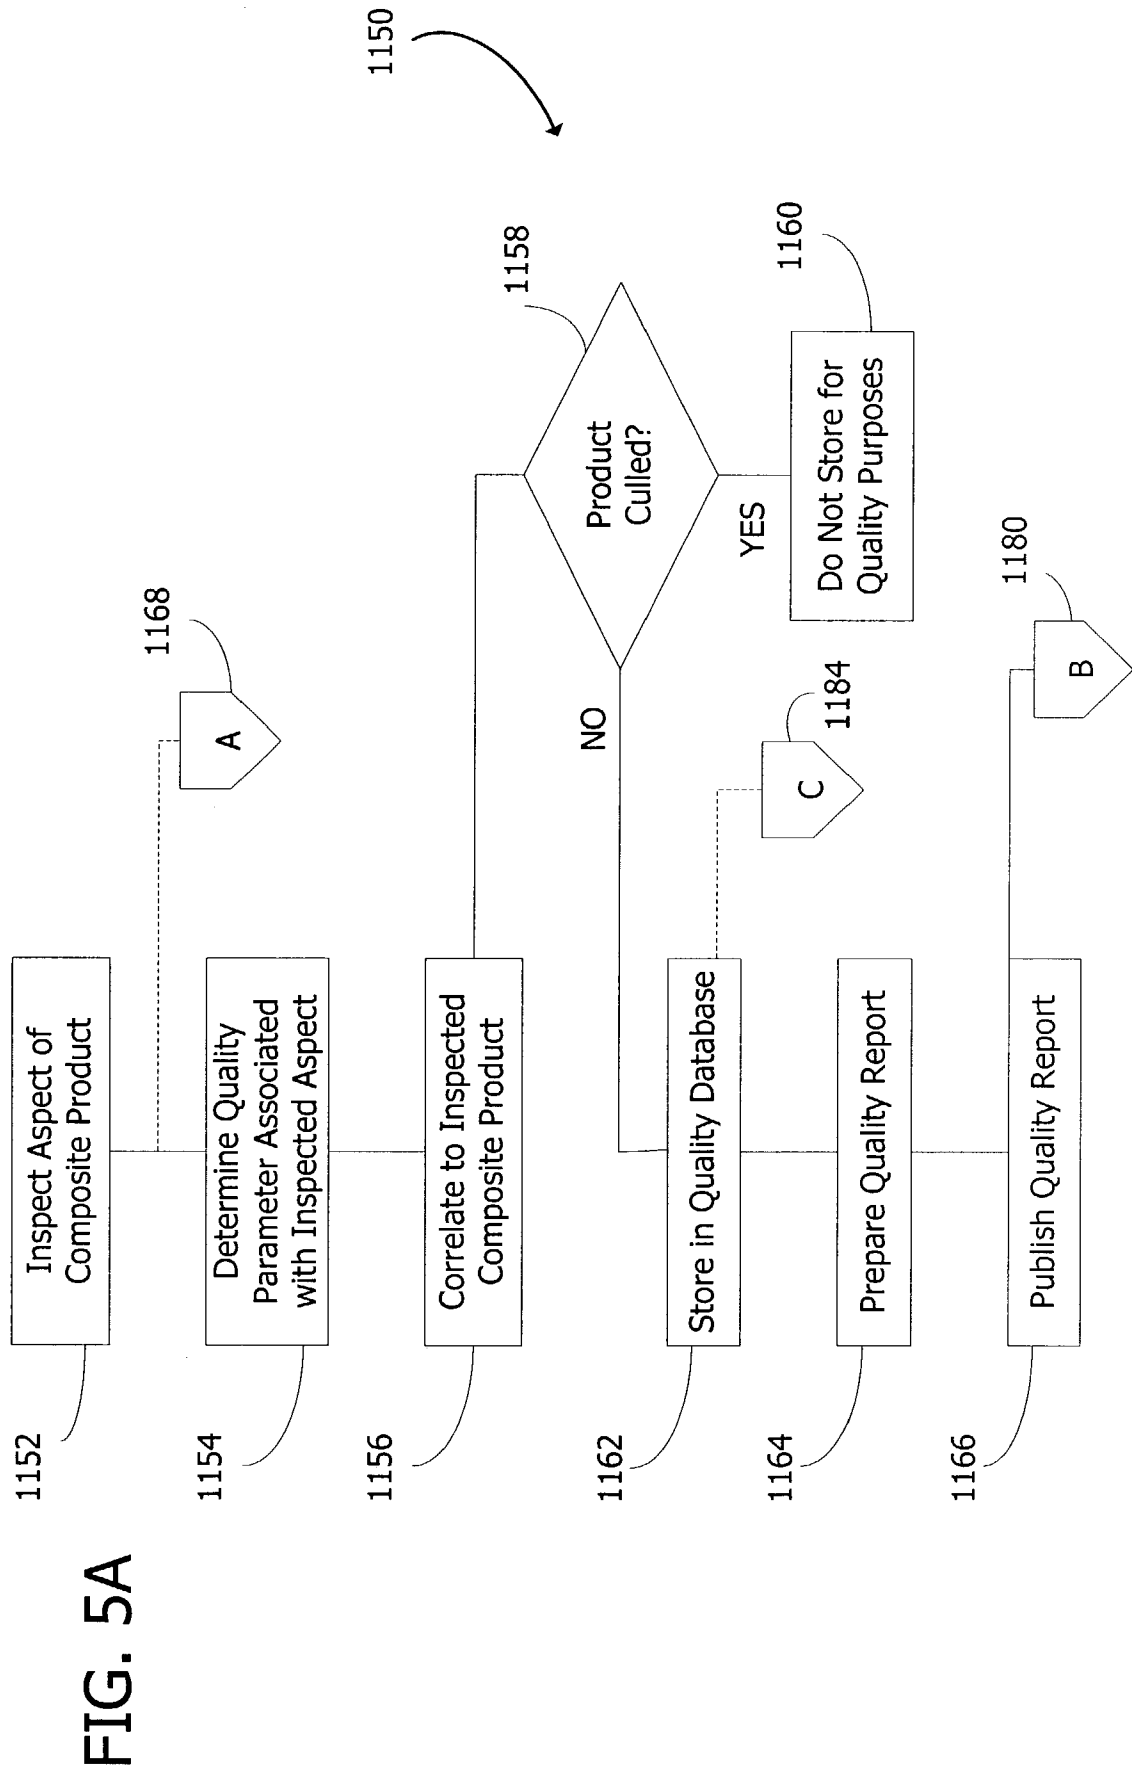 FIG. 5A
1150
1152
Inspect Aspect of
Composite Product
1168
A
1154
Determine Quality
Parameter Associated
with Inspected Aspect
1156
Correlate to Inspected
Composite Product
1158
Product
Culled?
YES
1160
Do Not Store for
Quality Purposes
NO
1162
Store in Quality Database
1184
C
1164
Prepare Quality Report
1166
Publish Quality Report
1180
B